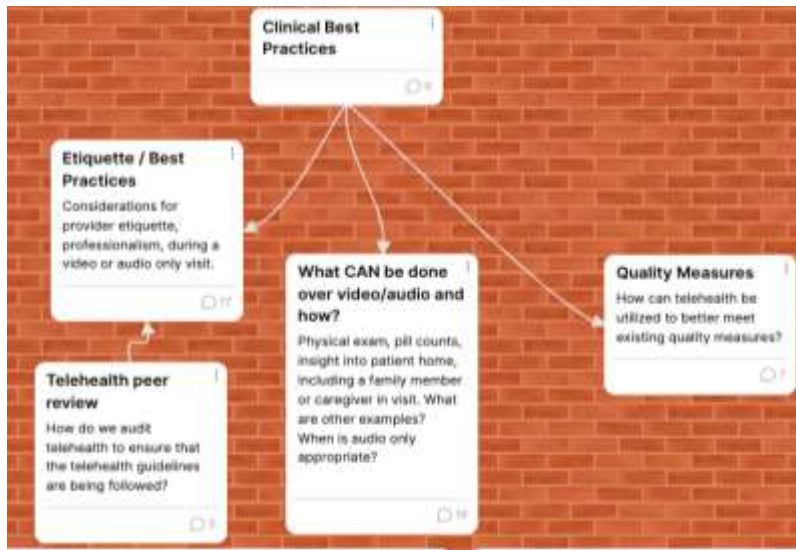 Clinical Best
Practices
Etiquette / Best
Practices
Considerations for
provider etiquette,
professionalism, during a
video or audio only visit.
What CAN be done
over video/audio and
how?
Physical exam, pill counts,
insight into patient home,
including a family member
or caregiver in visit. What
are other examples?
When is audio only
appropriate?
Quality Measures
How can telehealth be
utilized to better meet
existing quality measures?
Telehealth peer
review
How do we audit
telehealth to ensure that
the telehealth guidelines
are being followed?